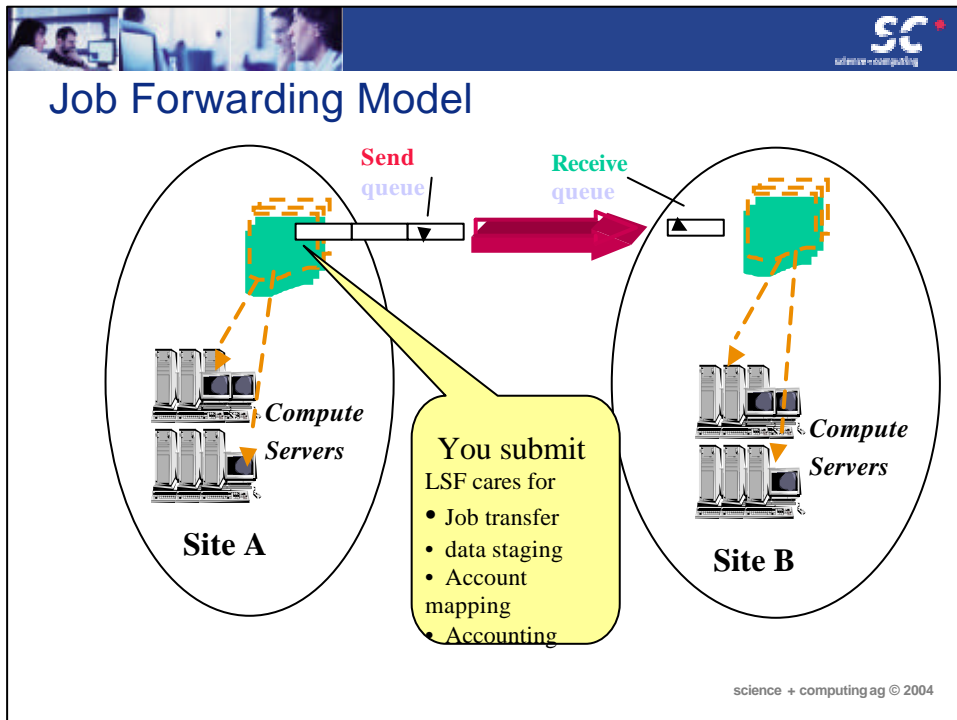 SC
science + computing
Job Forwarding Model
Send
queue
Receive
queue
Compute
Servers
Site A
You submit
LSF cares for
• Job transfer
• data staging
• Account
mapping
• Accounting
Compute
Servers
Site B
science + computing ag © 2004